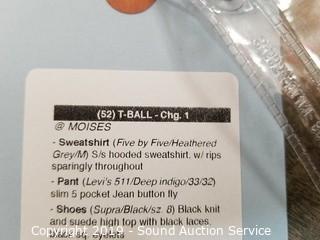 (52) T-BALL - Chg. 1
@ MOISES
- Sweatshirt (Five by Five/Heathered
Grey/M) S/s hooded sweatshirt. w/ rips
sparingly throughout
- Pant (Levi's 511/Deep indigo/33/32)
slim 5 pocket Jean button fly
- Shoes (Supra/Black/sz. 8) Black knit
and suede high top with black laces,
Copyright 2019 - Sound Auction Service